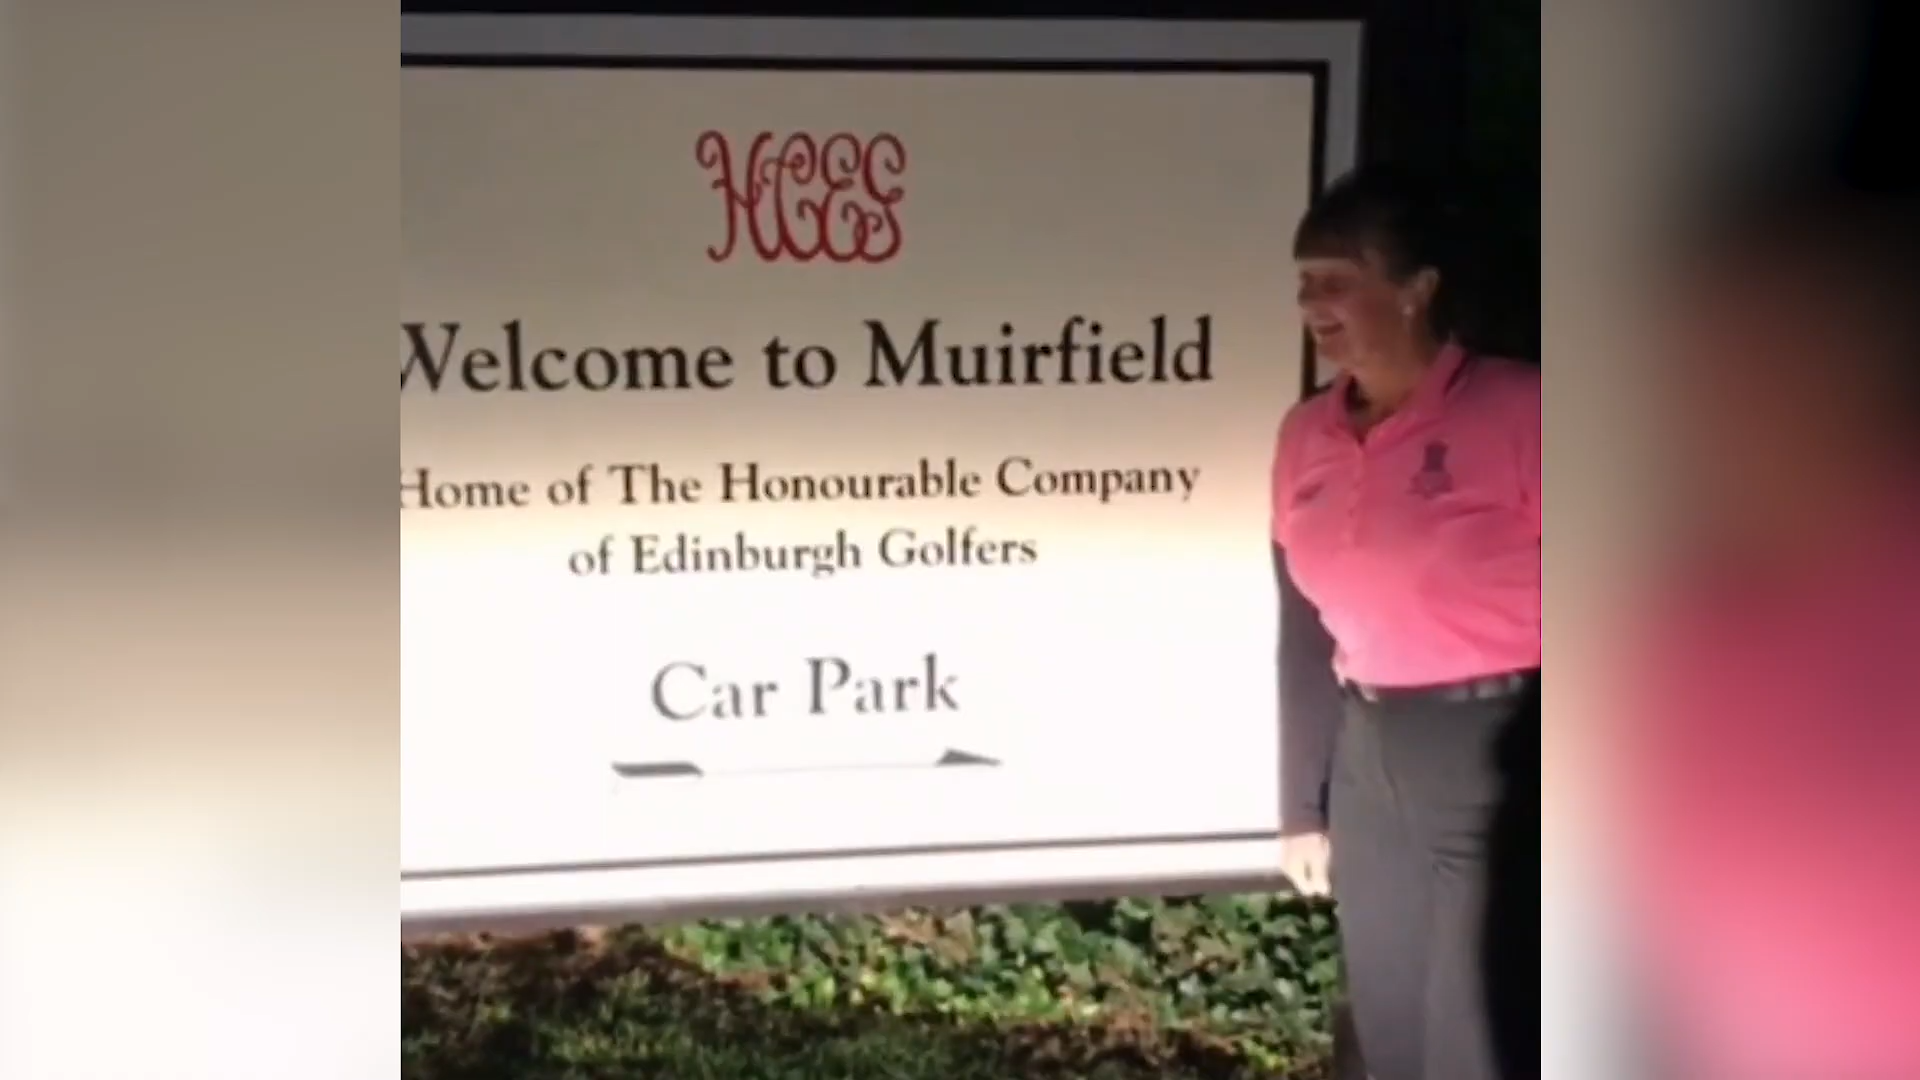 HCEG
Welcome to Muirfield
Home of The Honourable Company
of Edinburgh Golfers
Car Park